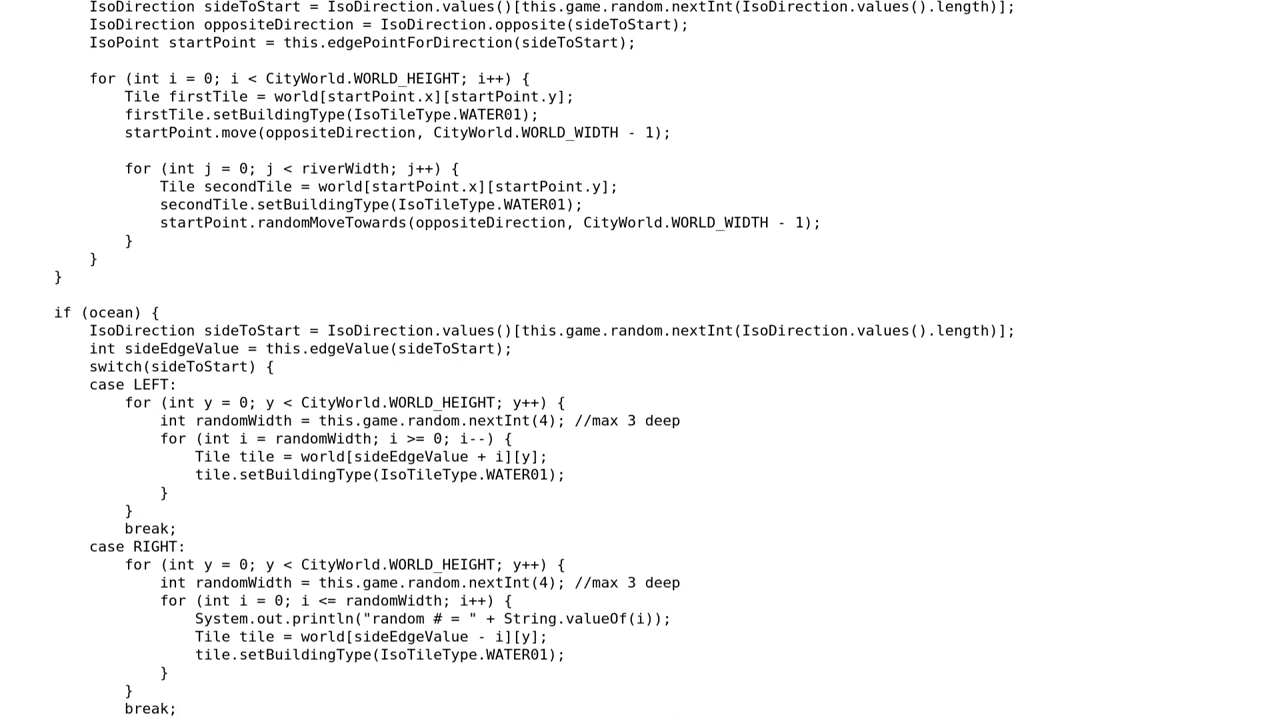 IsoDirection sideToStart = IsoDirection.values()[this.game.random.nextInt(IsoDirection.values().length)];
IsoDirection oppositeDirection = IsoDirection.opposite(sideToStart);
IsoPoint startPoint = this.edgePointForDirection(sideToStart);

for (int i = 0; i < CityWorld.WORLD_HEIGHT; i++) {
Tile firstTile = world[startPoint.x][startPoint.y];
firstTile.setBuildingType(IsoTileType.WATER01);
startPoint.move(oppositeDirection, CityWorld.WORLD_WIDTH - 1);

for (int j = 0; j < riverWidth; j++) {
Tile secondTile = world[startPoint.x][startPoint.y];
secondTile.setBuildingType(IsoTileType.WATER01);
startPoint.randomMoveTowards(oppositeDirection, CityWorld.WORLD_WIDTH - 1);
}
}
}

if (ocean) {
IsoDirection sideToStart = IsoDirection.values()[this.game.random.nextInt(IsoDirection.values().length)];
int sideEdgeValue = this.edgeValue(sideToStart);
switch(sideToStart) {
case LEFT:
for (int y = 0; y < CityWorld.WORLD_HEIGHT; y++) {
int randomWidth = this.game.random.nextInt(4); //max 3 deep
for (int i = randomWidth; i >= 0; i--) {
Tile tile = world[sideEdgeValue + i][y];
tile.setBuildingType(IsoTileType.WATER01);
}
}
break;
case RIGHT:
for (int y = 0; y < CityWorld.WORLD_HEIGHT; y++) {
int randomWidth = this.game.random.nextInt(4); //max 3 deep
for (int i = 0; i <= randomWidth; i++) {
System.out.println("random # = " + String.valueOf(i));
Tile tile = world[sideEdgeValue - i][y];
tile.setBuildingType(IsoTileType.WATER01);
}
}
break;